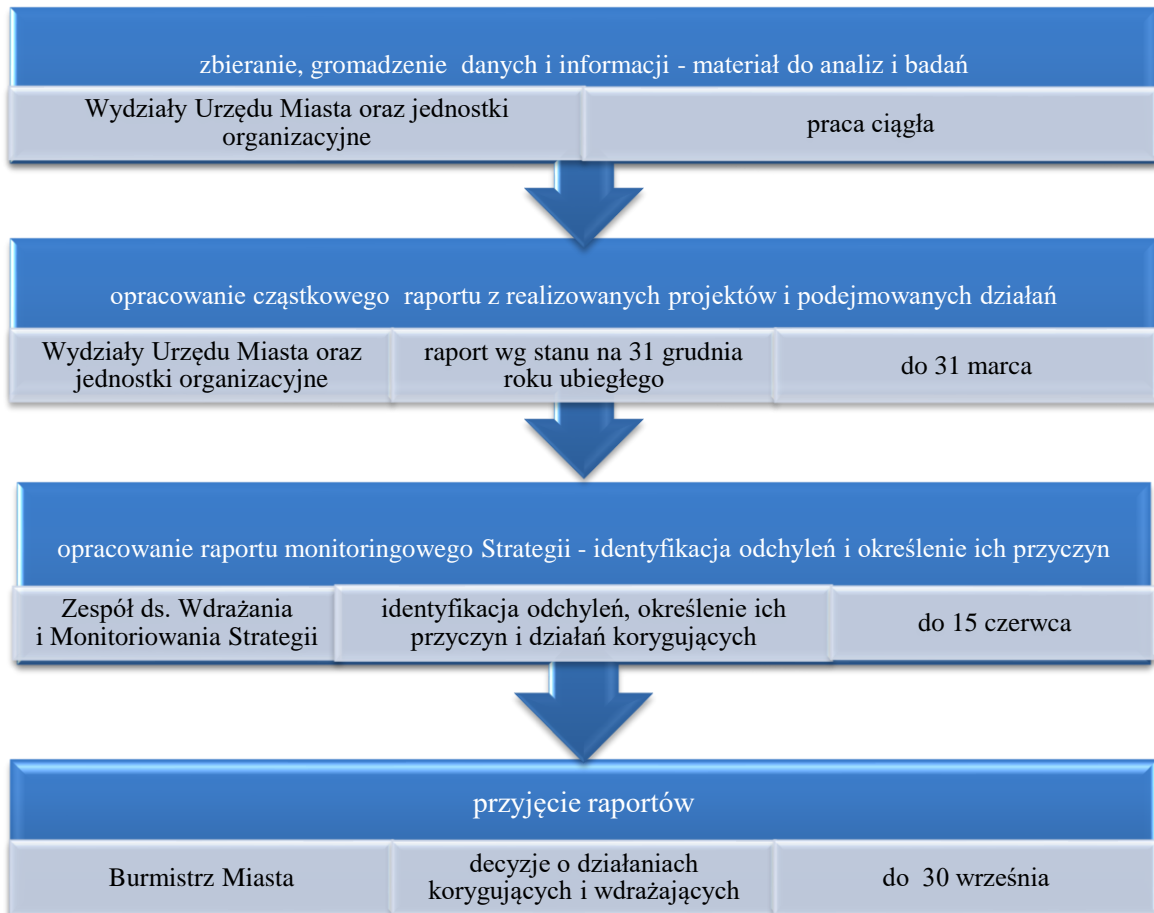 zbieranie, gromadzenie danych i informacji - materiał do analiz i badań
Wydziały Urzędu Miasta oraz jednostki
organizacyjne
praca ciągła
opracowanie cząstkowego raportu z realizowanych projektów i podejmowanych działań
Wydziały Urzędu Miasta oraz
jednostki organizacyjne
raport wg stanu na 31 grudnia
roku ubiegłego
do 31 marca
opracowanie raportu monitoringowego Strategii - identyfikacja odchyleń i określenie ich przyczyn
Zespół ds. Wdrażania
i Monitoriowania Strategii
identyfikacja odchyleń, określenie ich
przyczyn i działań korygujących
do 15 czerwca
przyjęcie raportów
Burmistrz Miasta
decyzje o działaniach
korygujących i wdrażających
do 30 września